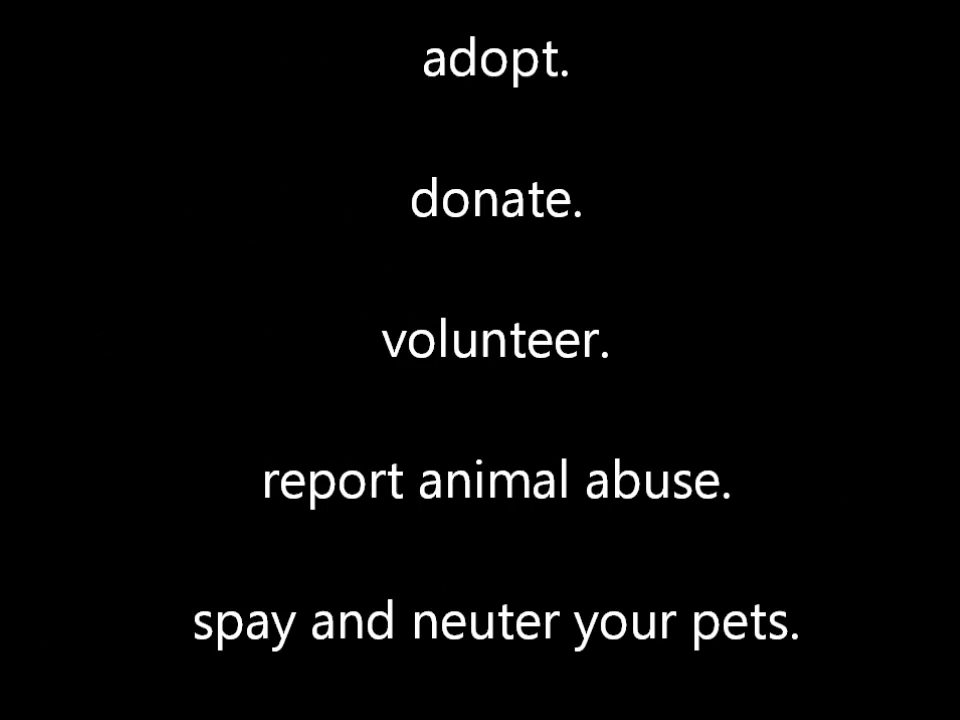 adopt.
donate.
volunteer.
report animal abuse.
spay and neuter your pets.